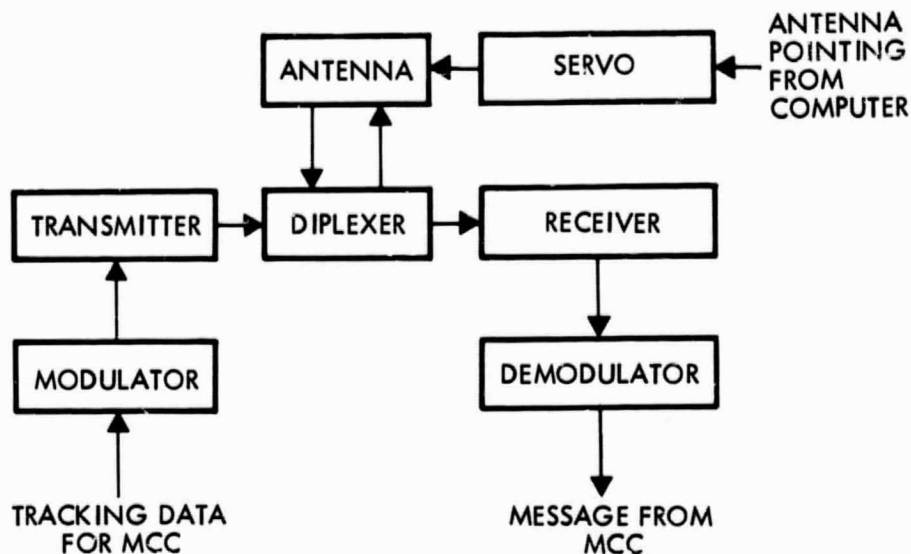 ANTENNA
POINTING
FROM
COMPUTER
ANTENNA
SERVO
TRANSMITTER
DIPLEXER
RECEIVER
MODULATOR
DEMODULATOR
TRACKING DATA
FOR MCC
MESSAGE FROM
MCC